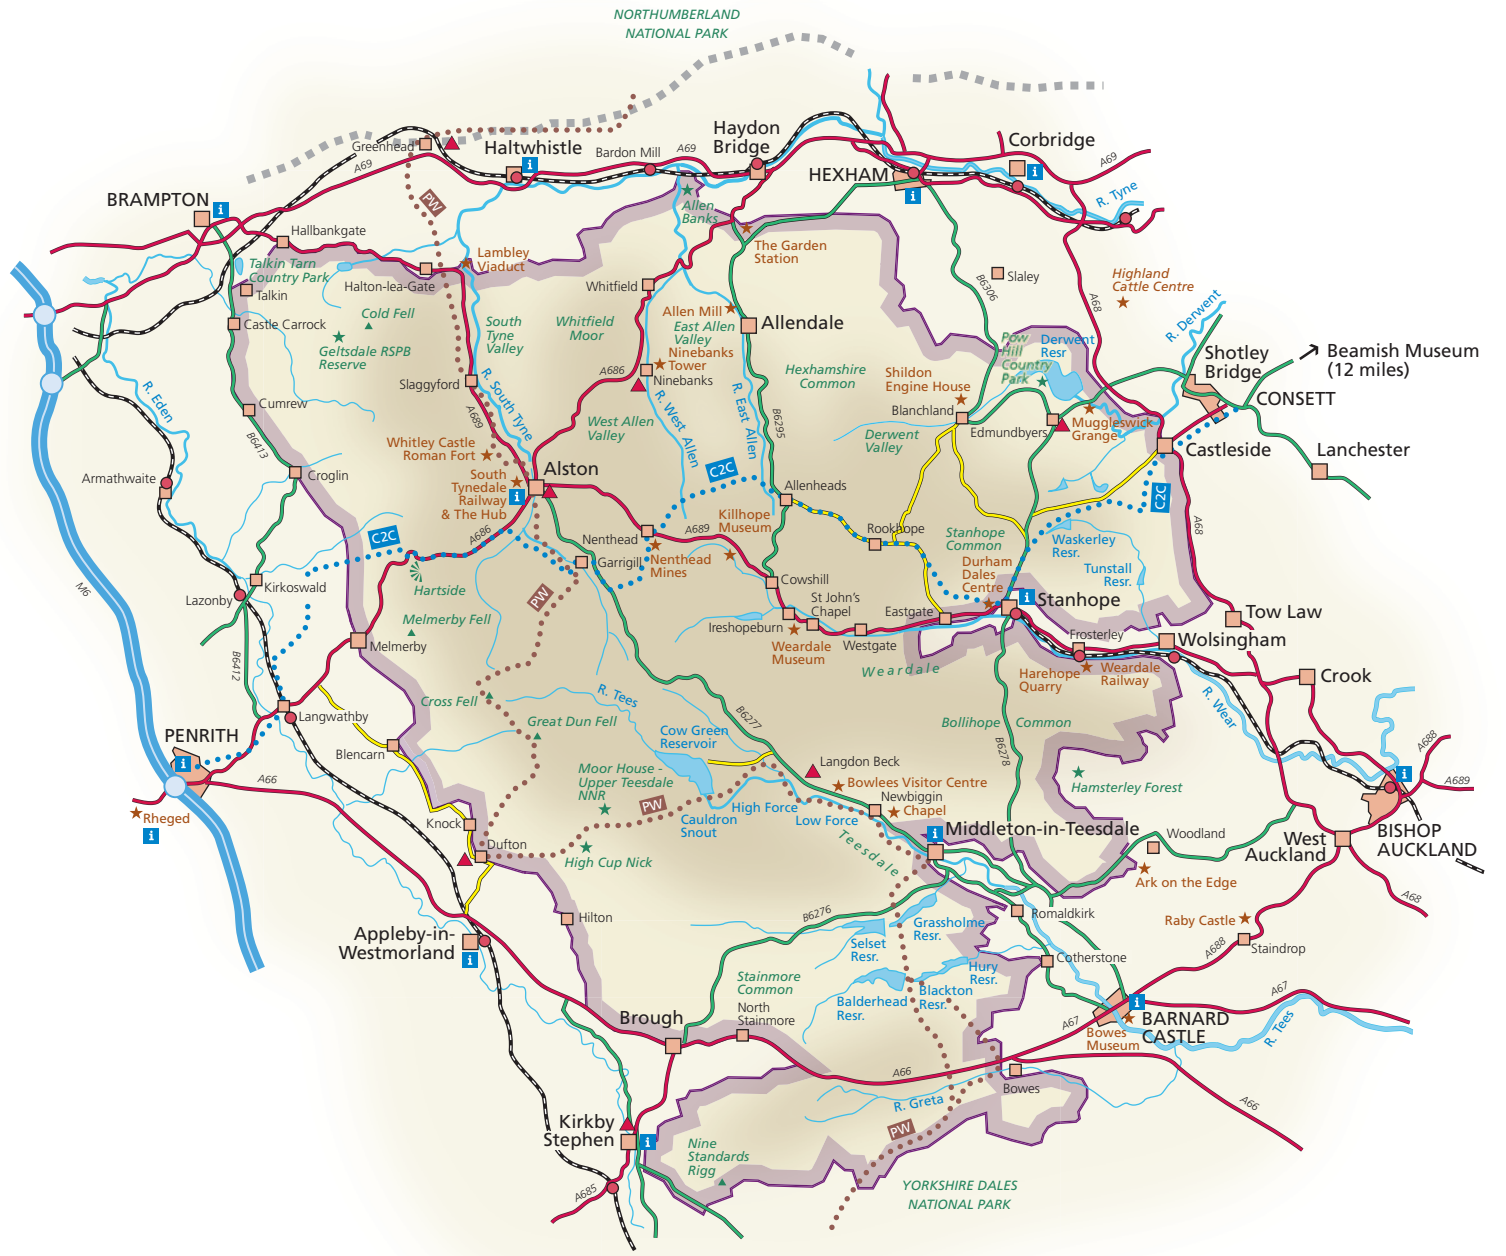 NORTHUMBERLAND
NATIONAL PARK
Greenhead
A69
Haltwhistle
i
Bardon Mill
A69
Haydon
Bridge
HEXHAM
i
Corbridge
i
A69
R. Tyne
BRAMPTON
i
PW
Allen
Banks
Hallbankgate
Talkin Tarn
Country Park
Talkin
Halton-lea-Gate
Lambley
Viaduct
The Garden
Station
Whitfield
B6306
Slaley
Highland
Cattle Centre
A68
R. Derwent
Castle Carrock
Cold Fell
Geltsdale RSPB
Reserve
South
Tyne
Valley
Whitfield
Moor
Allen Mill
East Allen
Valley
Allendale
Ninebanks
Tower
Ninebanks
A686
Hexhamshire
Common
Pow
Hill
Country
Park
Derwent
Resr
Shildon
Engine House
Blanchland
Edmundbyers
Muggleswick
Grange
Shotley
Bridge
Beamish Museum
(12 miles)
CONSETT
Castleside
Lanchester
R. Eden
Cumrew
B6413
Slaggyford
R. South Tyne
A689
West Allen
Valley
R. West Allen
R. East Allen
B6295
Derwent
Valley
Whitley Castle
Roman Fort
Armathwaite
Croglin
South
Tynedale
Railway
& The Hub
i
Alston
C2C
Allenheads
C2C
A68
C2C
A686
Nenthead
A689
Killhope
Museum
Rookhope
Stanhope
Common
Waskerley
Resr.
Tunstall
Resr.
Durham
Dales
Centre
M6
Lazonby
Kirkoswald
Hartside
Garrigill
Nenthead
Mines
Cowshill
St John's
Chapel
Eastgate
i
Stanhope
Tow Law
PW
Melmerby Fell
Melmerby
Ireshopeburn
Weardale
Museum
Westgate
Weardale
Frosterley
Wolsingham
Harehope
Quarry
Weardale
Railway
Crook
B6412
Langwathby
Cross Fell
R. Tees
Great Dun Fell
B6277
Bollihope Common
B6278
R. Wear
PENRITH
i
Blencarn
Cow Green
Reservoir
Langdon Beck
Bowlees Visitor Centre
Hamsterley Forest
A688
A689
i
A66
Rheged
i
Moor House -
Upper Teesdale
NNR
PW
Cauldron
Snout
High Force
Low Force
Newbiggin
Chapel
Teesdale
i
Middleton-in-Teesdale
Woodland
West
Auckland
BISHOP
AUCKLAND
Knock
Dufton
High Cup Nick
Ark on the Edge
A68
Hilton
B6276
Grassholme
Resr.
Selset
Resr.
Romaldkirk
Raby Castle
Staindrop
A688
Appleby-in-
Westmorland
i
Stainmore
Common
Hury
Resr.
Blackton
Resr.
Balderhead
Resr.
Cotherstone
A67
i
BARNARD
CASTLE
Bowes
Museum
A67
R. Tees
Brough
North
Stainmore
A66
Bowes
A66
R. Greta
PW
Kirkby
Stephen
i
Nine
Standards
Rigg
A685
YORKSHIRE DALES
NATIONAL PARK